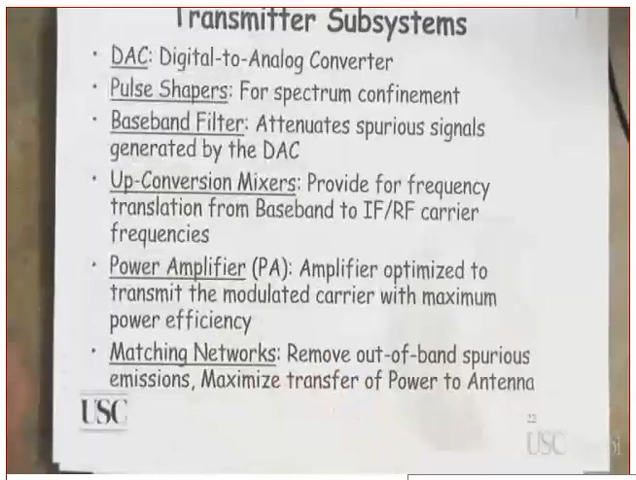 Transmitter Subsystems
• DAC: Digital-to-Analog Converter
• Pulse Shapers: For spectrum confinement
• Baseband Filter: Attenuates spurious signals
generated by the DAC
• Up-Conversion Mixers: Provide for frequency
translation from Baseband to IF/RF carrier
frequencies
• Power Amplifier (PA): Amplifier optimized to
transmit the modulated carrier with maximum
power efficiency
• Matching Networks: Remove out-of-band spurious
emissions, Maximize transfer of Power to Antenna
USC
22
USC